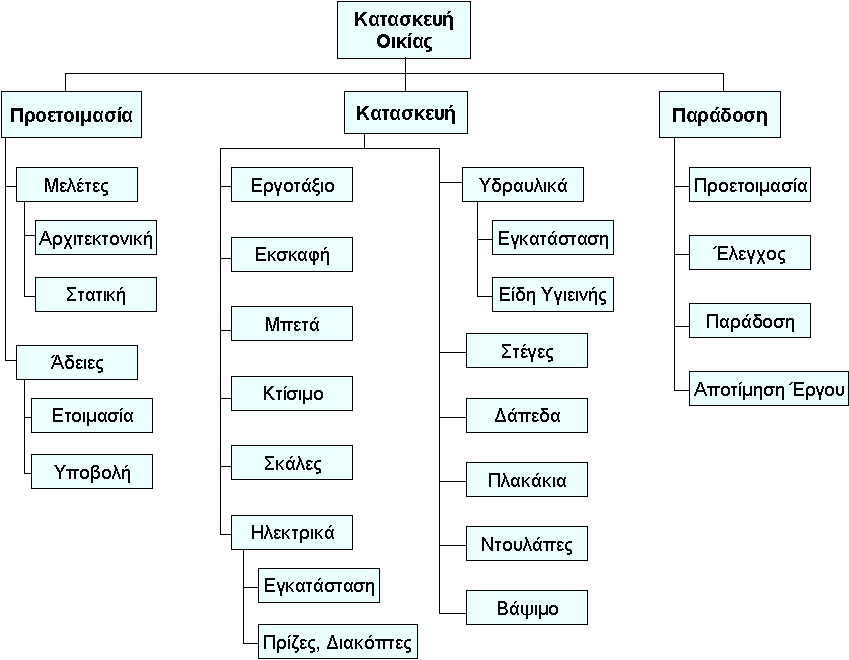 Κατασκευή
Οικίας
Προετοιμασία
Μελέτες
Αρχιτεκτονική
Στατική
Άδειες
Ετοιμασία
Υποβολή
Κατασκευή
Εργοτάξιο
Εκσκαφή
Μπετά
Κτίσιμο
Σκάλες
Ηλεκτρικά
Εγκατάσταση
Πρίζες, Διακόπτες
Υδραυλικά
Εγκατάσταση
Είδη Υγιεινής
Στέγες
Δάπεδα
Πλακάκια
Ντουλάπες
Βάψιμο
Παράδοση
Προετοιμασία
Έλεγχος
Παράδοση
Αποτίμηση Έργου